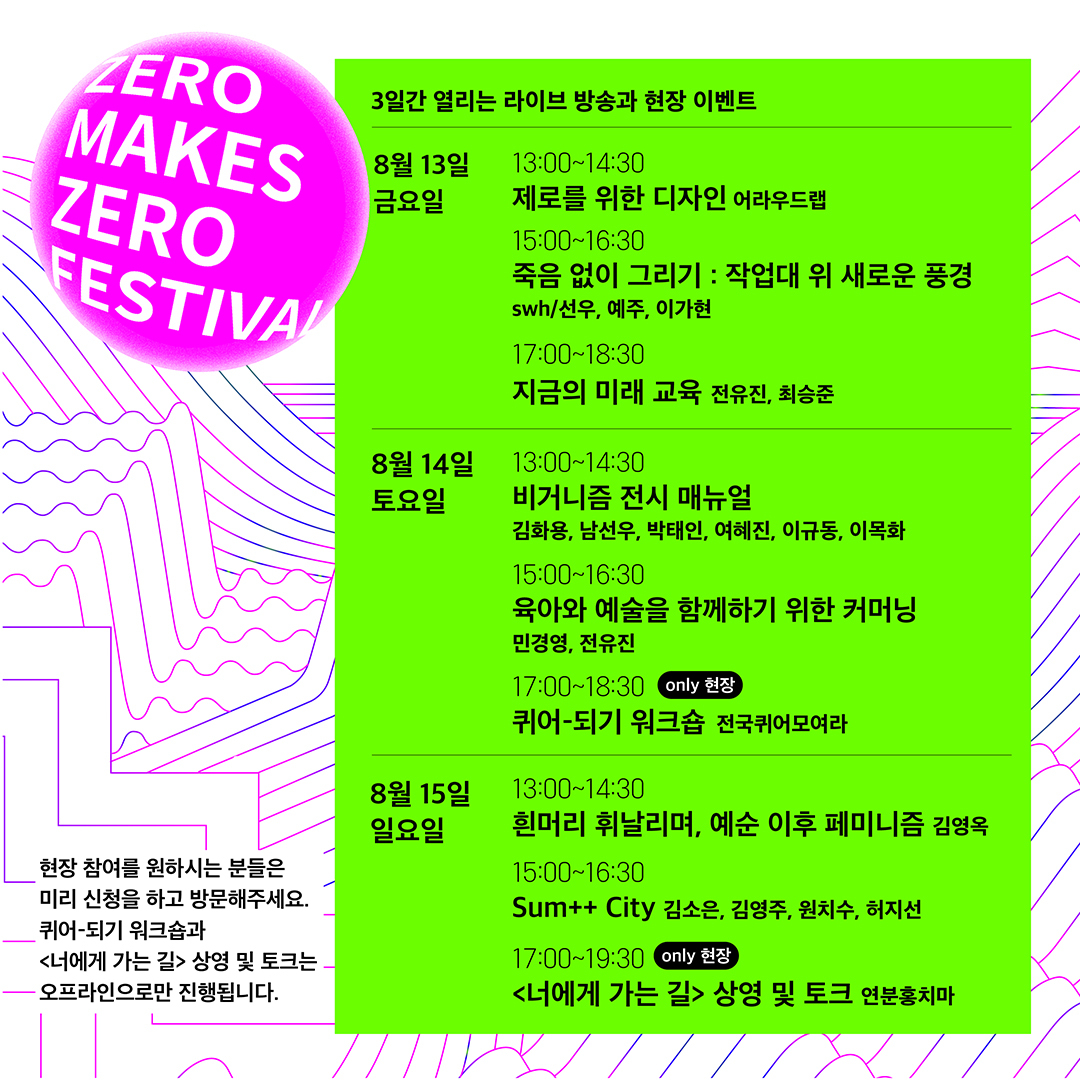 ZERO
MAKES
ZERO
FESTIVAL
3일간 열리는 라이브 방송과 현장 이벤트
8월 13일
금요일
13:00~14:30
제로를 위한 디자인 어라우드랩
15:00~16:30
죽음 없이 그리기 : 작업대 위 새로운 풍경
swh/선우, 예주, 이가현
17:00~18:30
지금의 미래 교육 전유진, 최승준
8월 14일
토요일
13:00~14:30
비거니즘 전시 매뉴얼
김화용, 남선우, 박태인, 여혜진, 이규동, 이목화
15:00~16:30
육아와 예술을 함께하기 위한 커머닝
민경영, 전유진
17:00~18:30 only 현장
퀴어-되기 워크숍 전국퀴어모여라
8월 15일
일요일
13:00~14:30
흰머리 휘날리며, 예순 이후 페미니즘 김영옥
15:00~16:30
Sum++ City 김소은, 김영주, 원치수, 허지선
17:00~19:30 only 현장
<너에게 가는 길> 상영 및 토크 연분홍치마
현장 참여를 원하시는 분들은
미리 신청을 하고 방문해주세요.
퀴어-되기 워크숍과
<너에게 가는 길> 상영 및 토크는
오프라인으로만 진행됩니다.